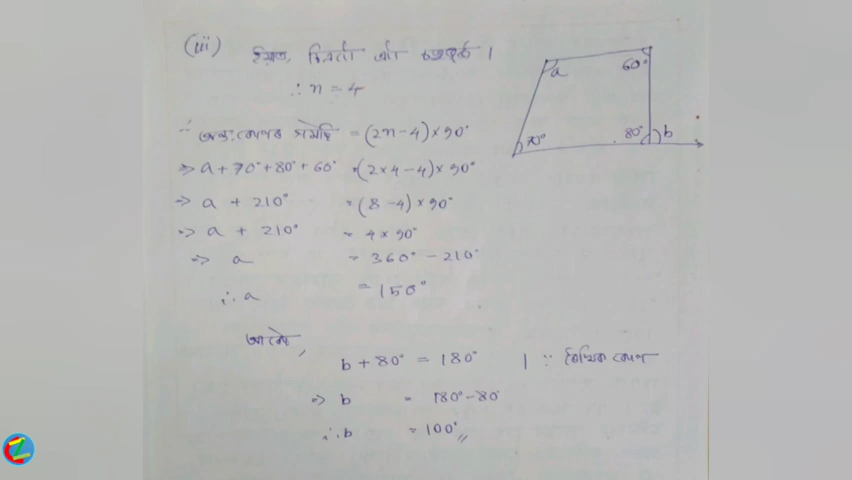 (iii) ইয়াত, চিত্ৰটো এটা চতুৰ্ভুজ।
∴ n = 4
∴ অন্তঃকোণৰ সমষ্টি = (2n-4)×90°
⇒ a + 70° + 80° + 60° = (2×4-4)×90°
⇒ a + 210° = (8-4)×90°
⇒ a + 210° = 4×90°
⇒ a = 360° - 210°
∴ a = 150°
আকৌ,
b + 80° = 180° | ∵ ৰৈখিক কোণ
⇒ b = 180°-80°
∴ b = 100°
a 60°
70° 80° b